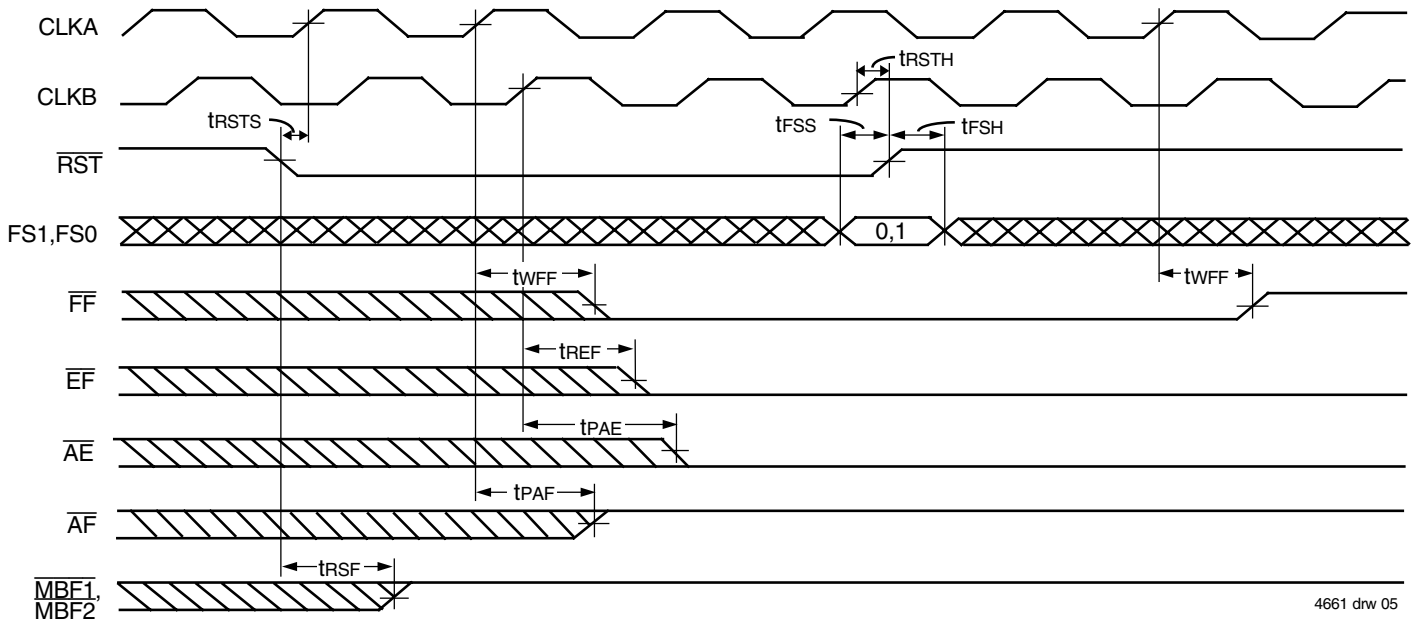 CLKA
tRSTH
CLKB
tRSTS
tFSS
tFSH
RST
FS1,FS0
0,1
tWFF
tWFF
FF
tREF
EF
tPAE
AE
tPAF
AF
tRSF
MBF1,
MBF2
4661 drw 05